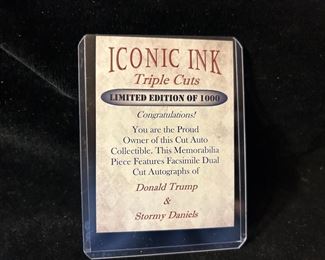 ICONIC INK
Triple Cuts
LIMITED EDITION OF 1000
Congratulations!
You are the Proud
Owner of this Cut Auto
Collectible. This Memorabilia
Piece Features Facsimile Dual
Cut Autographs of
Donald Trump
&
Stormy Daniels